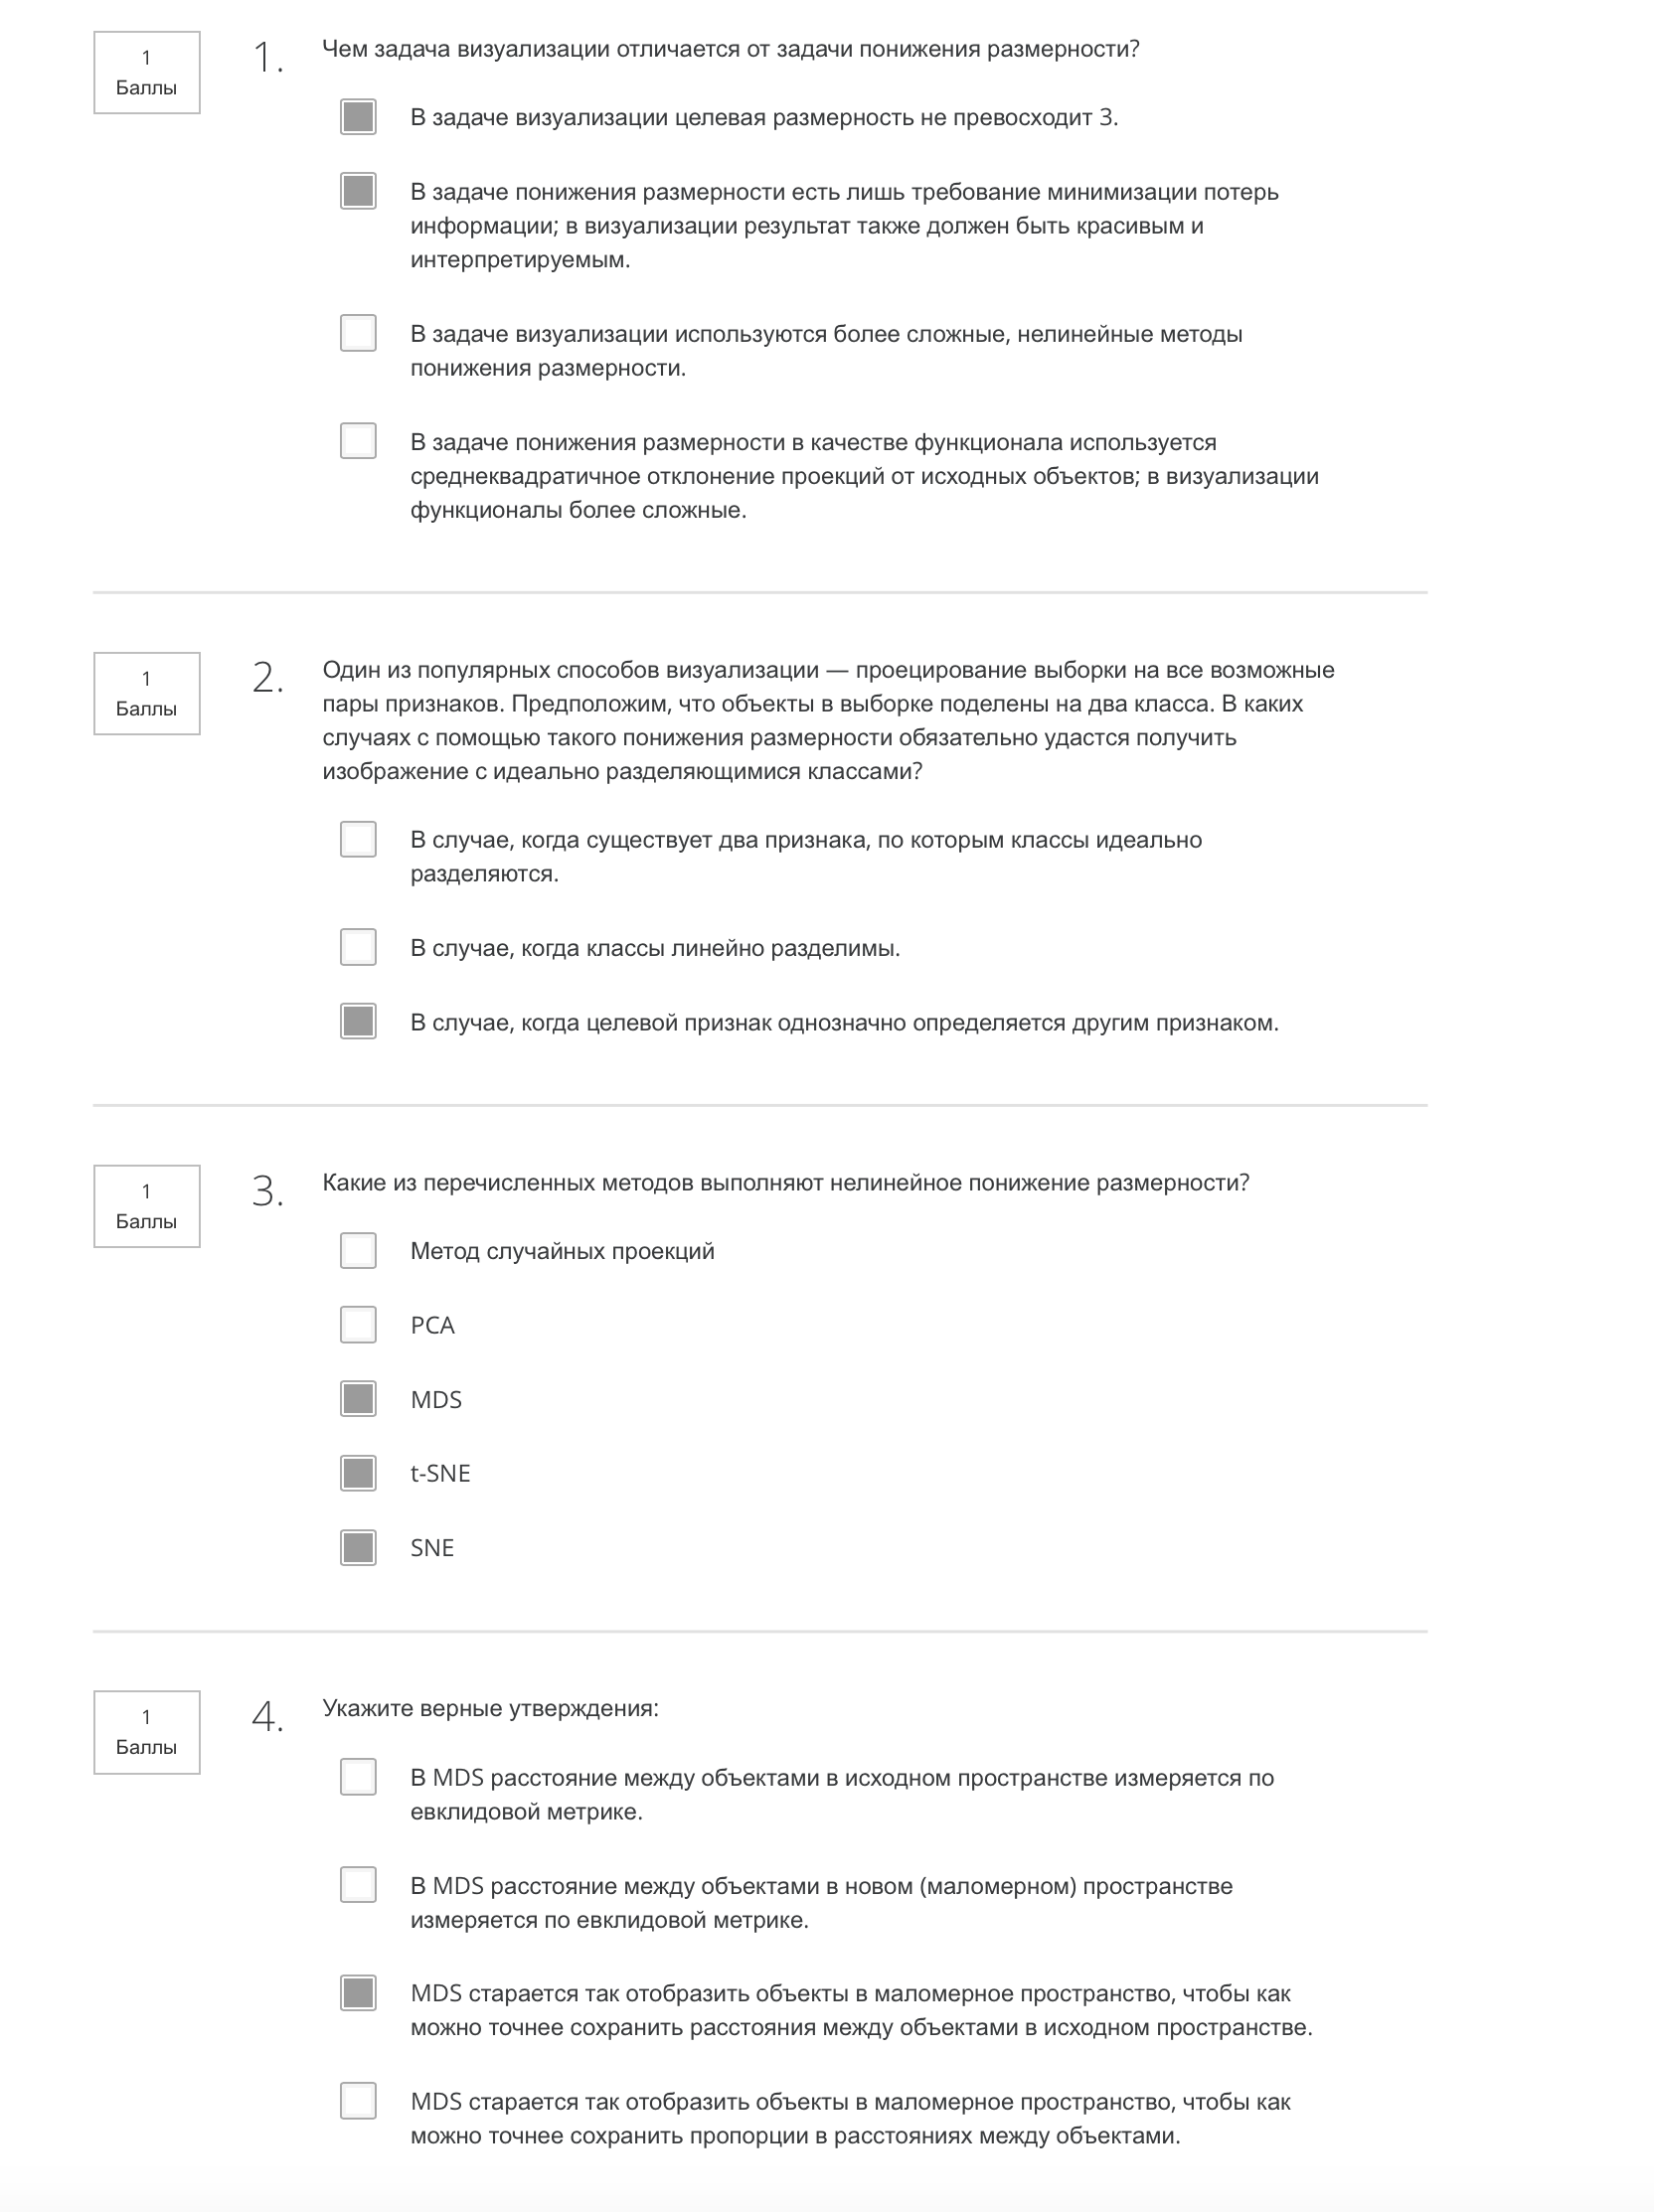 1
Баллы
1.
Чем задача визуализации отличается от задачи понижения размерности?
В задаче визуализации целевая размерность не превосходит 3.
В задаче понижения размерности есть лишь требование минимизации потерь
информации; в визуализации результат также должен быть красивым и
интерпретируемым.
В задаче визуализации используются более сложные, нелинейные методы
понижения размерности.
В задаче понижения размерности в качестве функционала используется
среднеквадратичное отклонение проекций от исходных объектов; в визуализации
функционалы более сложные.
1
Баллы
2.
Один из популярных способов визуализации — проецирование выборки на все возможные
пары признаков. Предположим, что объекты в выборке поделены на два класса. В каких
случаях с помощью такого понижения размерности обязательно удастся получить
изображение с идеально разделяющимися классами?
В случае, когда существует два признака, по которым классы идеально
разделяются.
В случае, когда классы линейно разделимы.
В случае, когда целевой признак однозначно определяется другим признаком.
1
Баллы
3.
Какие из перечисленных методов выполняют нелинейное понижение размерности?
Метод случайных проекций
PCA
MDS
t-SNE
SNE
1
Баллы
4.
Укажите верные утверждения:
В MDS расстояние между объектами в исходном пространстве измеряется по
евклидовой метрике.
В MDS расстояние между объектами в новом (маломерном) пространстве
измеряется по евклидовой метрике.
MDS старается так отобразить объекты в маломерное пространство, чтобы как
можно точнее сохранить расстояния между объектами в исходном пространстве.
MDS старается так отобразить объекты в маломерное пространство, чтобы как
можно точнее сохранить пропорции в расстояниях между объектами.